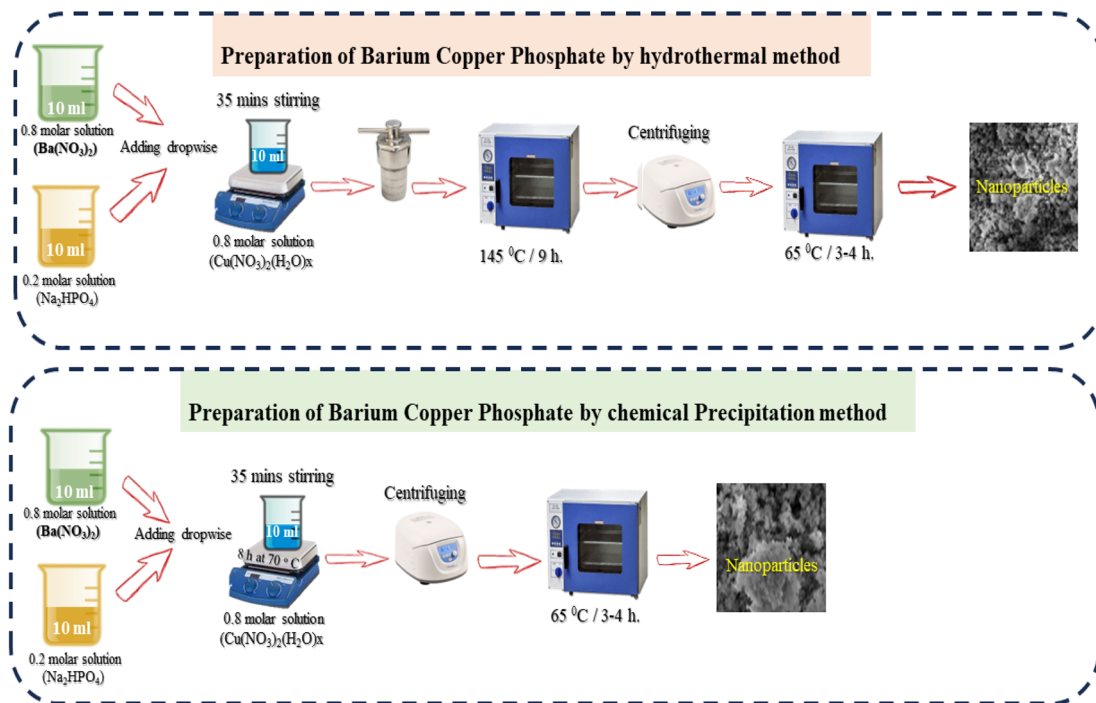 Preparation of Barium Copper Phosphate by hydrothermal method
10 ml
0.8 molar solution
(Ba(NO₃)₂)
Adding dropwise
10 ml
0.2 molar solution
(Na₂HPO₄)
35 mins stirring
10 ml
0.8 molar solution
(Cu(NO₃)₂(H₂O)x
145 ⁰C / 9 h.
Centrifuging
65 ⁰C / 3-4 h.
Nanoparticles
Preparation of Barium Copper Phosphate by chemical Precipitation method
10 ml
0.8 molar solution
(Ba(NO₃)₂)
Adding dropwise
10 ml
0.2 molar solution
(Na₂HPO₄)
35 mins stirring
10 ml
8 h at 70 ° C
0.8 molar solution
(Cu(NO₃)₂(H₂O)x
Centrifuging
65 ⁰C / 3-4 h.
Nanoparticles